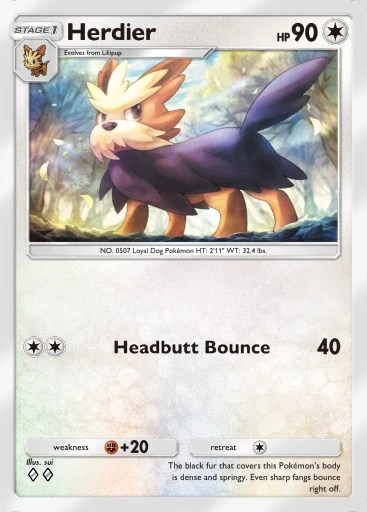 STAGE 1
Herdier
HP 90
Evolves from Lillipup
NO. 0507 Loyal Dog Pokémon HT: 2'11" WT: 32.4 lbs.
Headbutt Bounce 40
weakness +20 retreat
Illus. sui
The black fur that covers this Pokémon's body
is dense and springy. Even sharp fangs bounce
right off.